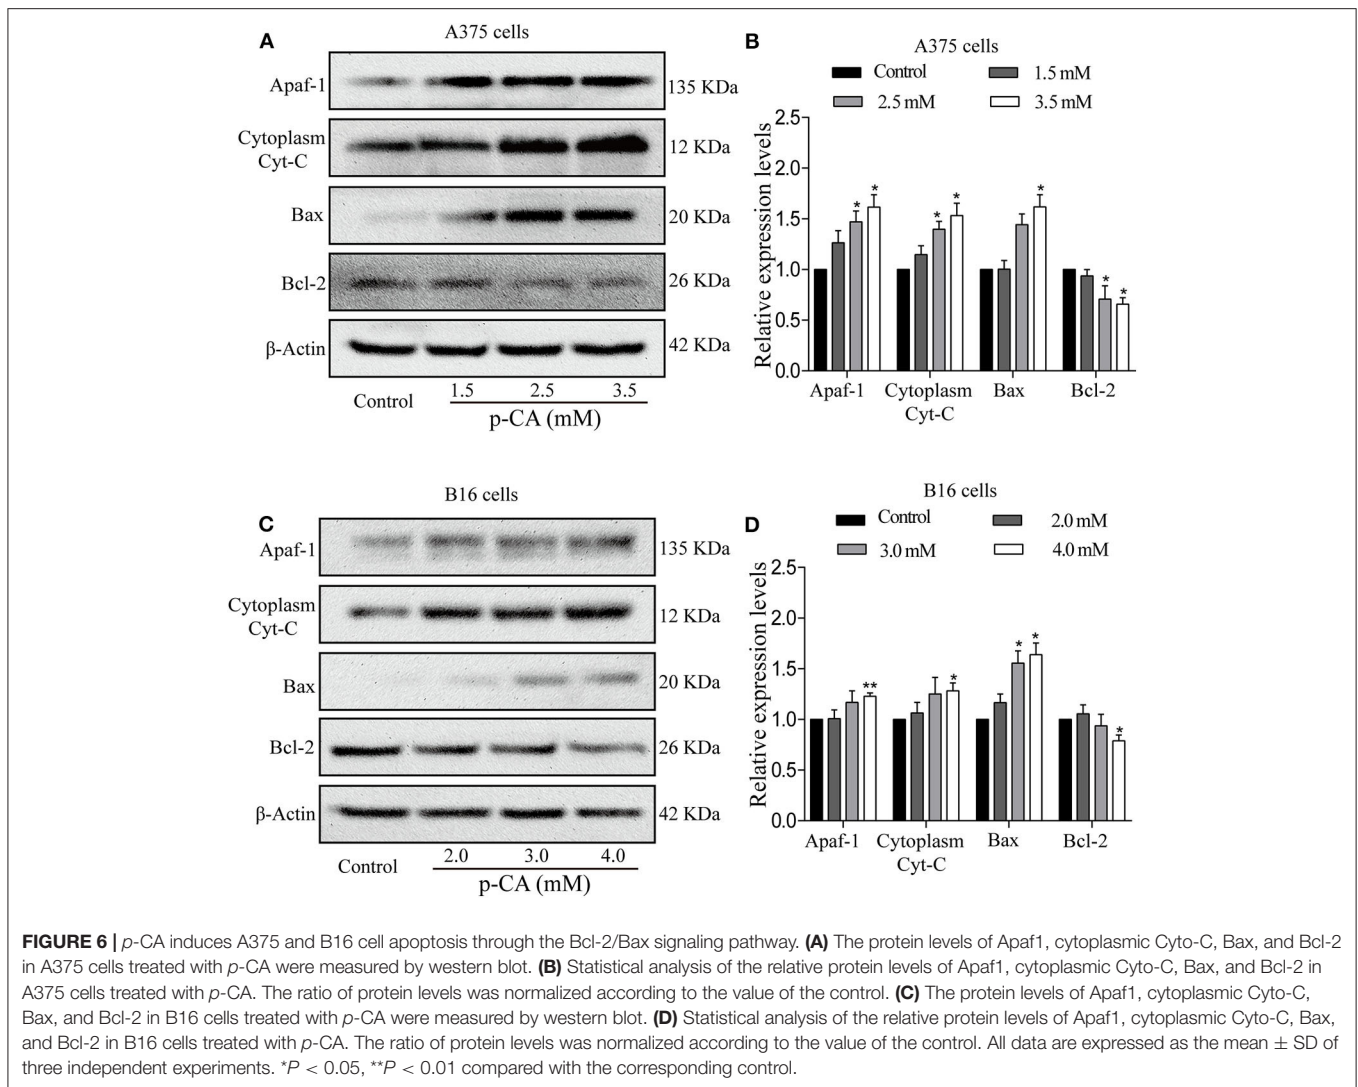 A
A375 cells
Apaf-1
135 KDa
Cytoplasm
Cyt-C
12 KDa
Bax
20 KDa
Bcl-2
26 KDa
β-Actin
42 KDa
Control
1.5 2.5 3.5
p-CA (mM)
B
A375 cells
Control
1.5 mM
2.5 mM
3.5 mM
Relative expression levels
2.5
2.0
1.5
1.0
0.5
0.0
* *
* *
*
* *
Apaf-1
Cytoplasm
Cyt-C
Bax
Bcl-2
C
B16 cells
Apaf-1
135 KDa
Cytoplasm
Cyt-C
12 KDa
Bax
20 KDa
Bcl-2
26 KDa
β-Actin
42 KDa
Control
2.0 3.0 4.0
p-CA (mM)
D
B16 cells
Control
2.0 mM
3.0 mM
4.0 mM
Relative expression levels
2.5
2.0
1.5
1.0
0.5
0.0
**
*
* *
*
Apaf-1
Cytoplasm
Cyt-C
Bax
Bcl-2
FIGURE 6 | p-CA induces A375 and B16 cell apoptosis through the Bcl-2/Bax signaling pathway. (A) The protein levels of Apaf1, cytoplasmic Cyto-C, Bax, and Bcl-2
in A375 cells treated with p-CA were measured by western blot. (B) Statistical analysis of the relative protein levels of Apaf1, cytoplasmic Cyto-C, Bax, and Bcl-2 in
A375 cells treated with p-CA. The ratio of protein levels was normalized according to the value of the control. (C) The protein levels of Apaf1, cytoplasmic Cyto-C,
Bax, and Bcl-2 in B16 cells treated with p-CA were measured by western blot. (D) Statistical analysis of the relative protein levels of Apaf1, cytoplasmic Cyto-C, Bax,
and Bcl-2 in B16 cells treated with p-CA. The ratio of protein levels was normalized according to the value of the control. All data are expressed as the mean ± SD of
three independent experiments. *P < 0.05, **P < 0.01 compared with the corresponding control.